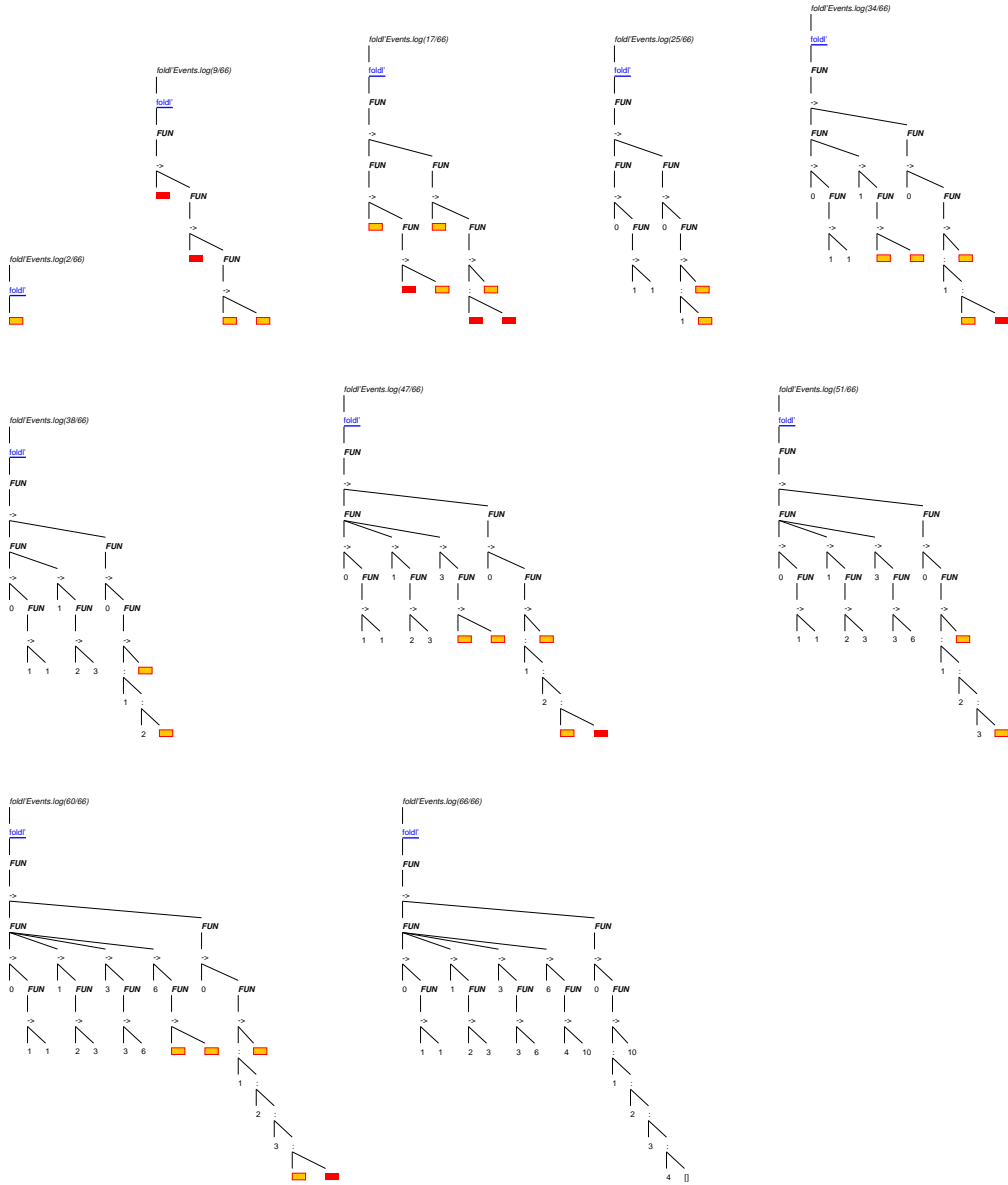 foldl'Events.log(2/66)
foldl'
foldl'Events.log(9/66)
foldl'
FUN
->
FUN
->
FUN
->
foldl'Events.log(17/66)
foldl'
FUN
->
FUN FUN
-> ->
FUN FUN
-> ->
:
foldl'Events.log(25/66)
foldl'
FUN
->
FUN FUN
-> ->
0 FUN 0 FUN
-> ->
1 1 :
1
foldl'Events.log(34/66)
foldl'
FUN
->
FUN FUN
-> -> ->
0 FUN 1 FUN 0 FUN
-> -> ->
1 1 :
1 :
foldl'Events.log(38/66)
foldl'
FUN
->
FUN FUN
-> -> ->
0 FUN 1 FUN 0 FUN
-> -> ->
1 1 2 3 :
1 :
2
foldl'Events.log(47/66)
foldl'
FUN
->
FUN FUN
-> -> -> ->
0 FUN 1 FUN 3 FUN 0 FUN
-> -> -> ->
1 1 2 3 :
1 :
2 :
foldl'Events.log(51/66)
foldl'
FUN
->
FUN FUN
-> -> -> ->
0 FUN 1 FUN 3 FUN 0 FUN
-> -> -> ->
1 1 2 3 3 6 :
1 :
2 :
3
foldl'Events.log(60/66)
foldl'
FUN
->
FUN FUN
-> -> -> -> ->
0 FUN 1 FUN 3 FUN 6 FUN 0 FUN
-> -> -> -> ->
1 1 2 3 3 6 :
1 :
2 :
3 :
foldl'Events.log(66/66)
foldl'
FUN
->
FUN FUN
-> -> -> -> ->
0 FUN 1 FUN 3 FUN 6 FUN 0 FUN
-> -> -> -> ->
1 1 2 3 3 6 4 10 : 10
1 :
2 :
3 :
4 []